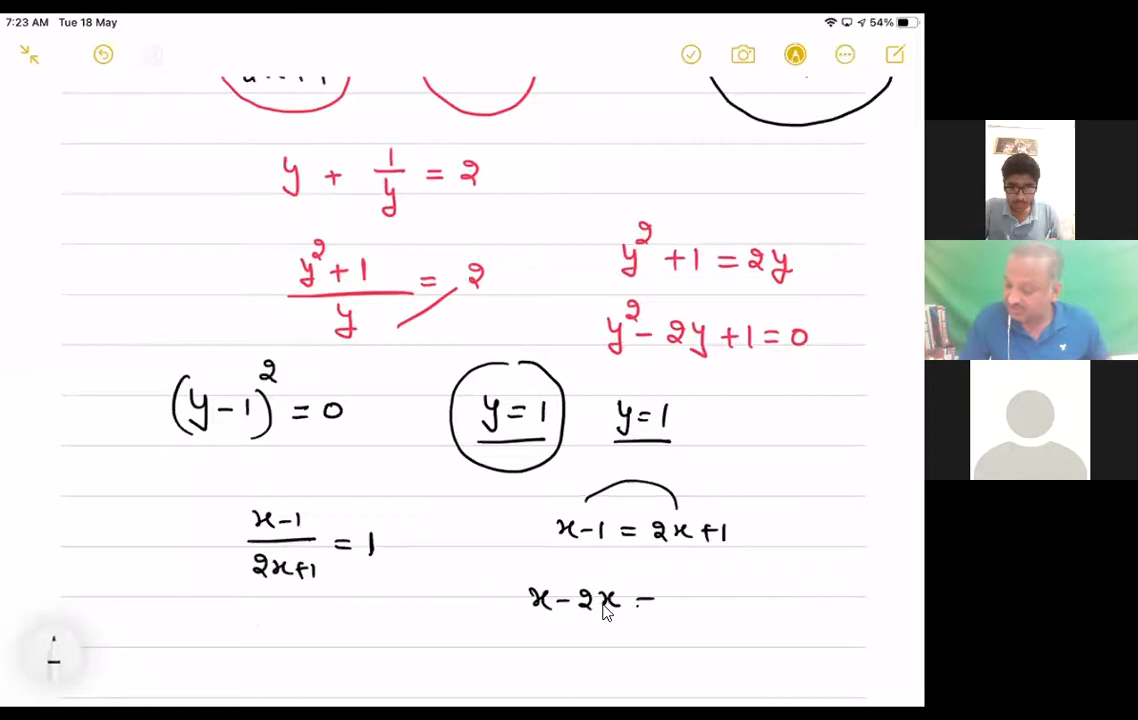 7:23 AM Tue 18 May
54%
y + 1/y = 2
(y² + 1)/y = 2
y² + 1 = 2y
y² - 2y + 1 = 0
(y - 1)² = 0
y = 1
y = 1
(x - 1)/(2x + 1) = 1
x - 1 = 2x + 1
x - 2x =